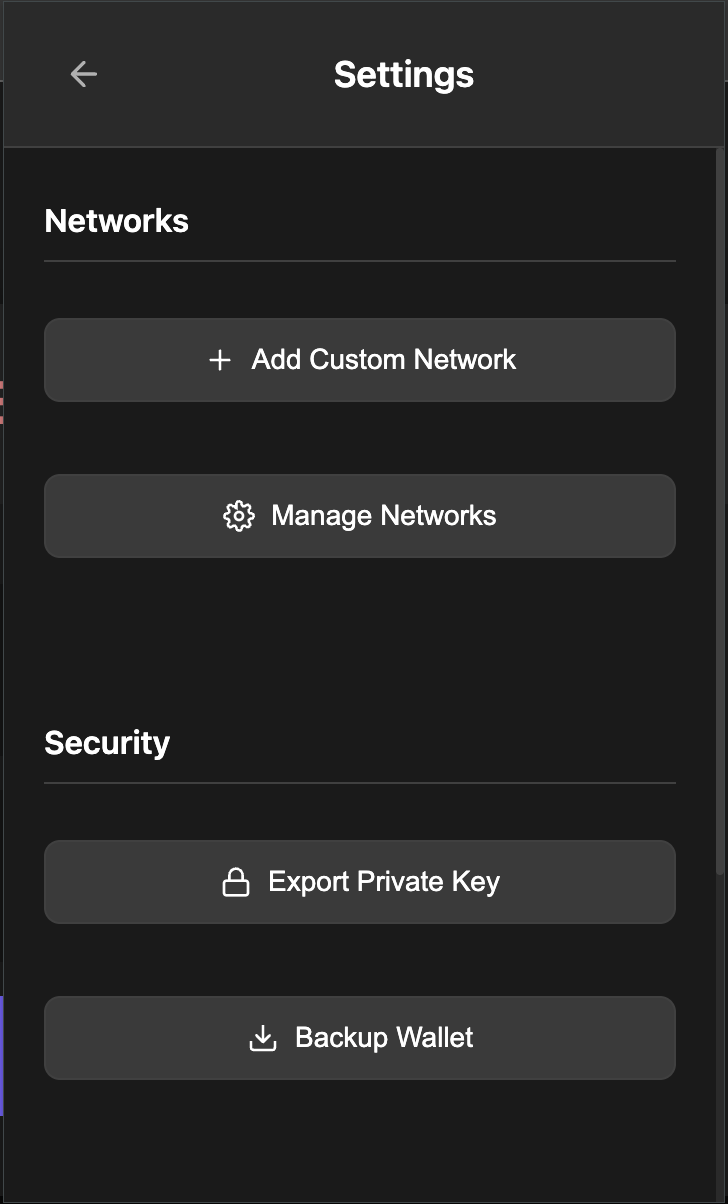 Settings
Networks
Add Custom Network
Manage Networks
Security
Export Private Key
Backup Wallet